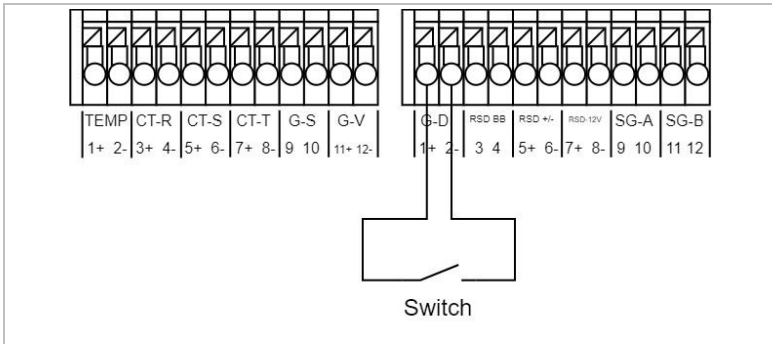 TEMP CT-R CT-S CT-T G-S G-V G-D RSD BB RSD +/- RSD-12V SG-A SG-B
1+ 2- 3+ 4- 5+ 6- 7+ 8- 9 10 11+ 12- 1+ 2- 3 4 5+ 6- 7+ 8- 9 10 11 12
Switch